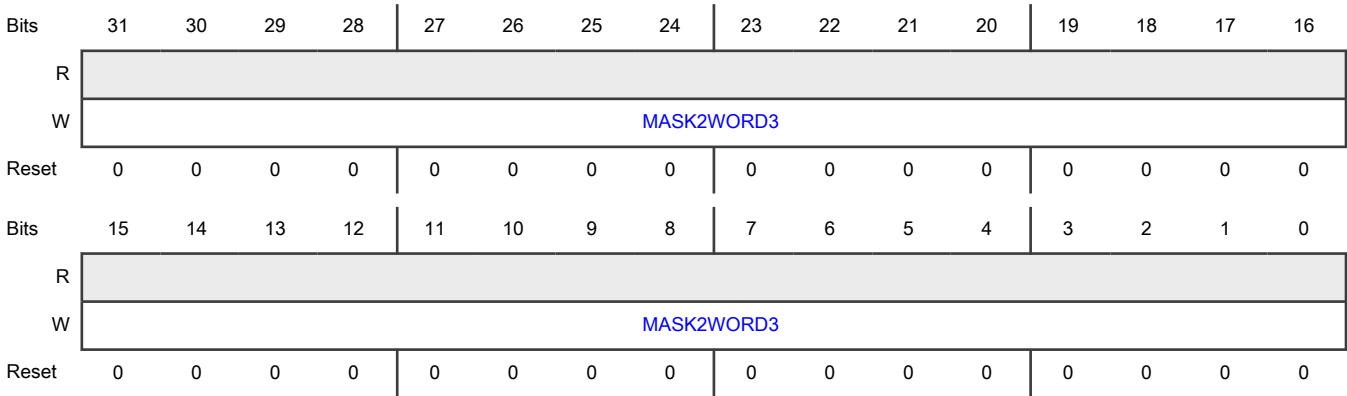 Bits 31 30 29 28 27 26 25 24 23 22 21 20 19 18 17 16
R
W MASK2WORD3
Reset 0 0 0 0 0 0 0 0 0 0 0 0 0 0 0 0
Bits 15 14 13 12 11 10 9 8 7 6 5 4 3 2 1 0
R
W MASK2WORD3
Reset 0 0 0 0 0 0 0 0 0 0 0 0 0 0 0 0